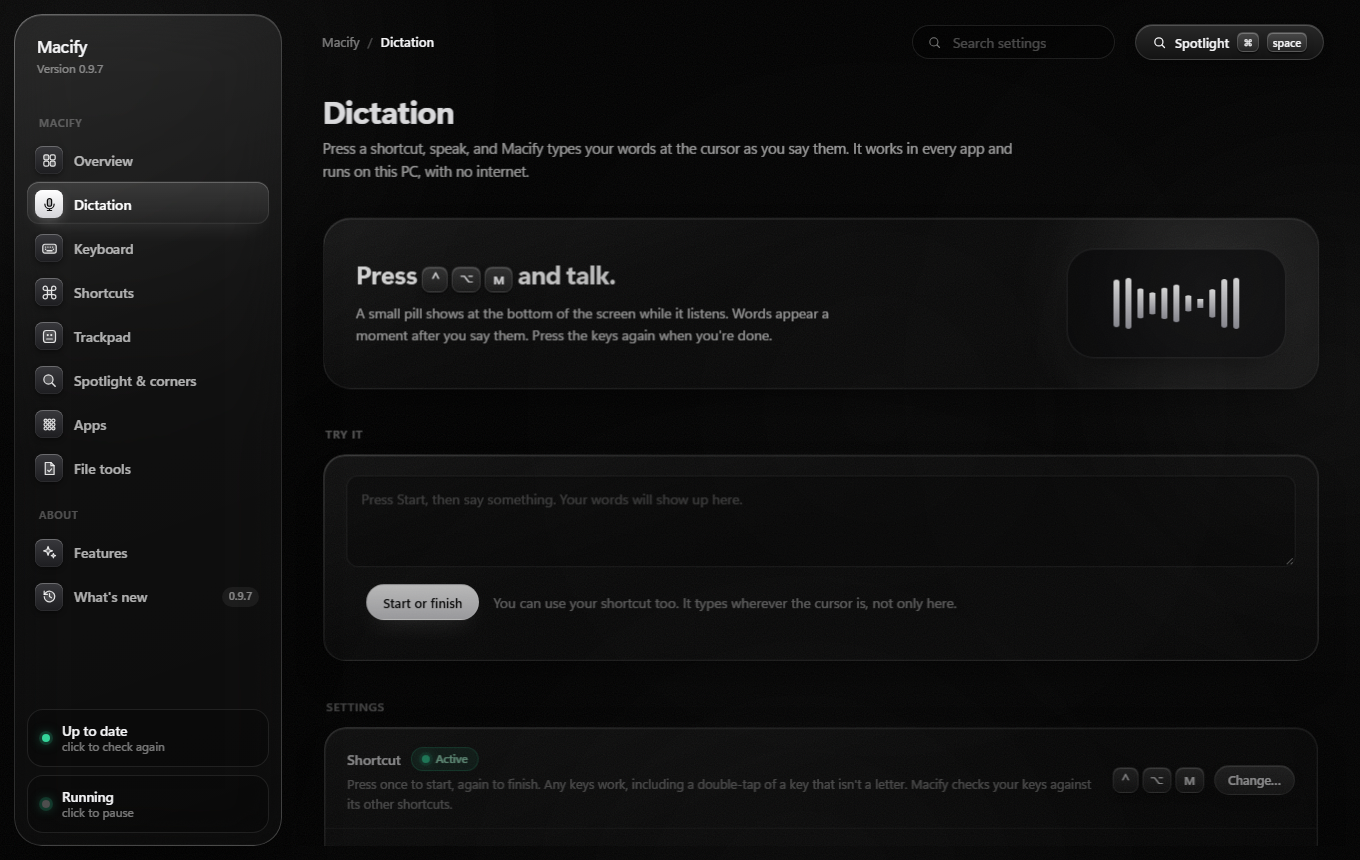 Macify
Version 0.9.7
MACIFY
Overview
Dictation
Keyboard
Shortcuts
Trackpad
Spotlight & corners
Apps
File tools
ABOUT
Features
What's new 0.9.7
Up to date
click to check again
Running
click to pause
Macify / Dictation
Search settings
Spotlight ⌘ space
Dictation
Press a shortcut, speak, and Macify types your words at the cursor as you say them. It works in every app and
runs on this PC, with no internet.
Press ^ ⌥ M and talk.
A small pill shows at the bottom of the screen while it listens. Words appear a
moment after you say them. Press the keys again when you're done.
TRY IT
Press Start, then say something. Your words will show up here.
Start or finish You can use your shortcut too. It types wherever the cursor is, not only here.
SETTINGS
Shortcut Active
Press once to start, again to finish. Any keys work, including a double-tap of a key that isn't a letter. Macify checks your keys against
its other shortcuts.
^ ⌥ M Change...